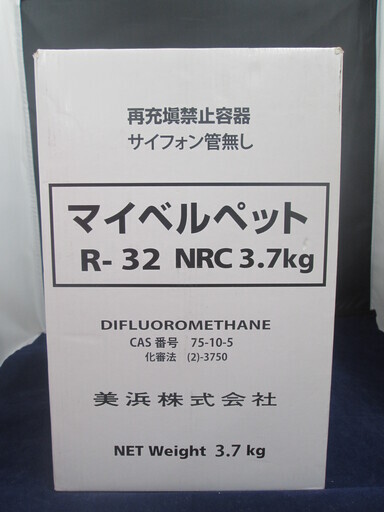 再充塡禁止容器
サイフォン管無し
マイベルペット
R- 32 NRC 3.7kg
DIFLUOROMETHANE
CAS 番号 75-10-5
化審法 (2)-3750
美浜株式会社
NET Weight 3.7 kg